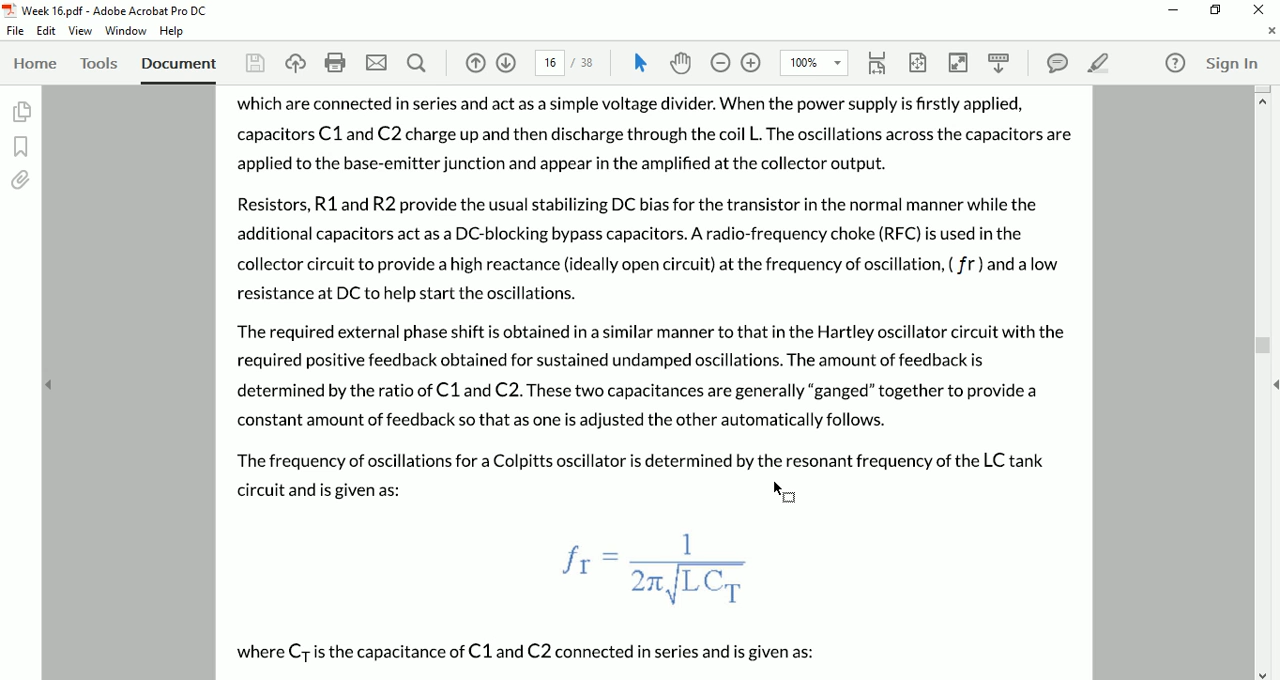 Week 16.pdf - Adobe Acrobat Pro DC
File Edit View Window Help
Home Tools Document 16 / 38 100% Sign In
which are connected in series and act as a simple voltage divider. When the power supply is firstly applied,
capacitors C1 and C2 charge up and then discharge through the coil L. The oscillations across the capacitors are
applied to the base-emitter junction and appear in the amplified at the collector output.
Resistors, R1 and R2 provide the usual stabilizing DC bias for the transistor in the normal manner while the
additional capacitors act as a DC-blocking bypass capacitors. A radio-frequency choke (RFC) is used in the
collector circuit to provide a high reactance (ideally open circuit) at the frequency of oscillation, ( ƒr ) and a low
resistance at DC to help start the oscillations.
The required external phase shift is obtained in a similar manner to that in the Hartley oscillator circuit with the
required positive feedback obtained for sustained undamped oscillations. The amount of feedback is
determined by the ratio of C1 and C2. These two capacitances are generally “ganged” together to provide a
constant amount of feedback so that as one is adjusted the other automatically follows.
The frequency of oscillations for a Colpitts oscillator is determined by the resonant frequency of the LC tank
circuit and is given as:
ƒr = 1 / 2π√L CT
where CT is the capacitance of C1 and C2 connected in series and is given as: